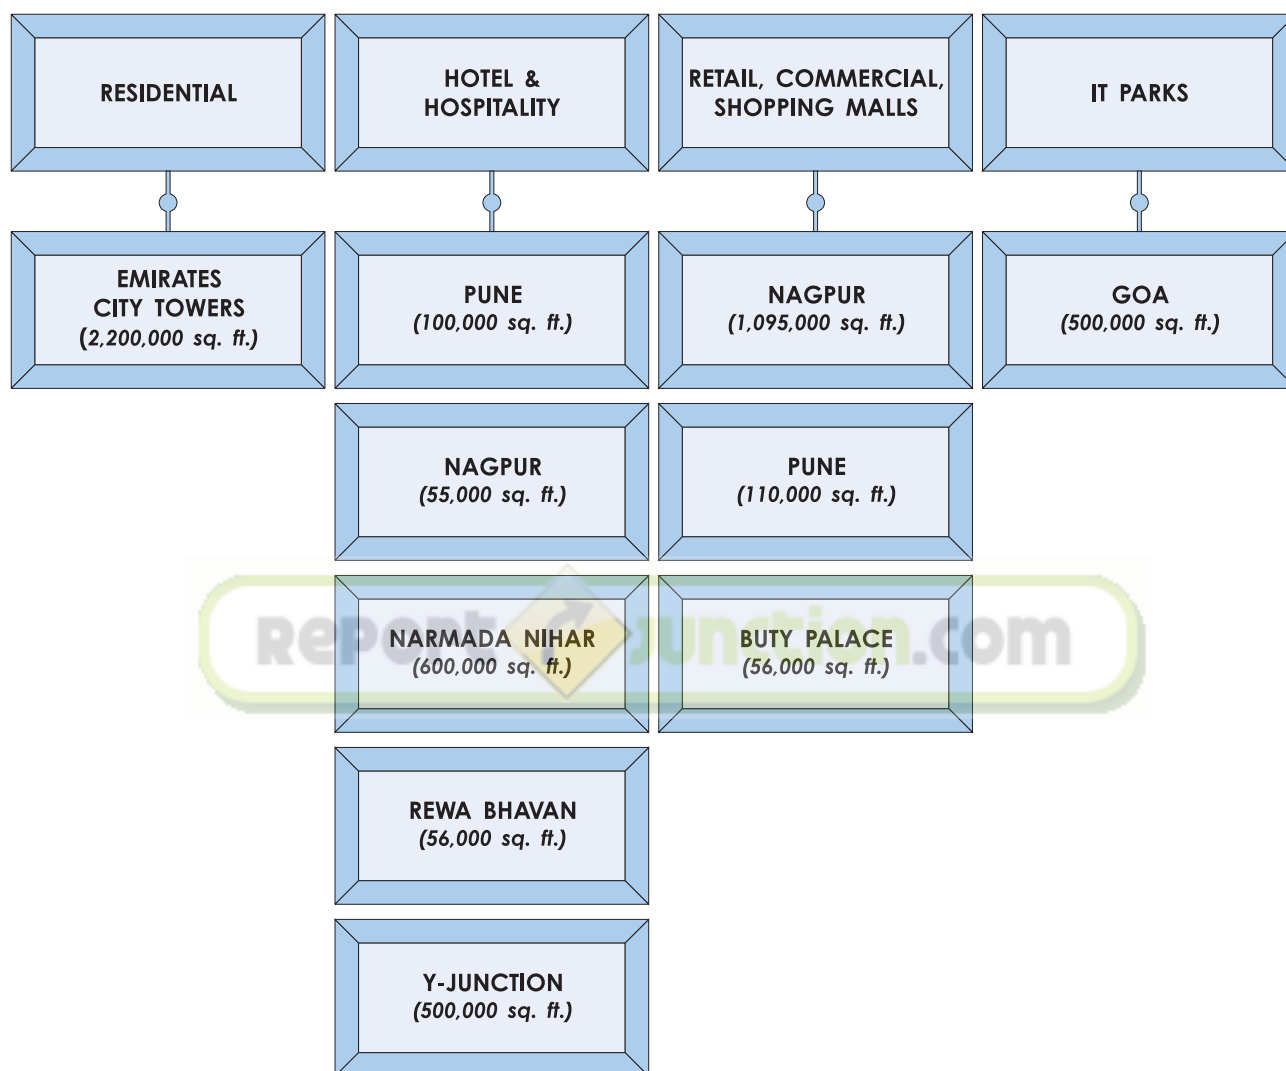 RESIDENTIAL
HOTEL &
HOSPITALITY
RETAIL, COMMERCIAL,
SHOPPING MALLS
IT PARKS
EMIRATES
CITY TOWERS
(2,200,000 sq. ft.)
PUNE
(100,000 sq. ft.)
NAGPUR
(1,095,000 sq. ft.)
GOA
(500,000 sq. ft.)
NAGPUR
(55,000 sq. ft.)
PUNE
(110,000 sq. ft.)
NARMADA NIHAR
(600,000 sq. ft.)
BUTY PALACE
(56,000 sq. ft.)
RePORT JUNCTION.COM
REWA BHAVAN
(56,000 sq. ft.)
Y-JUNCTION
(500,000 sq. ft.)